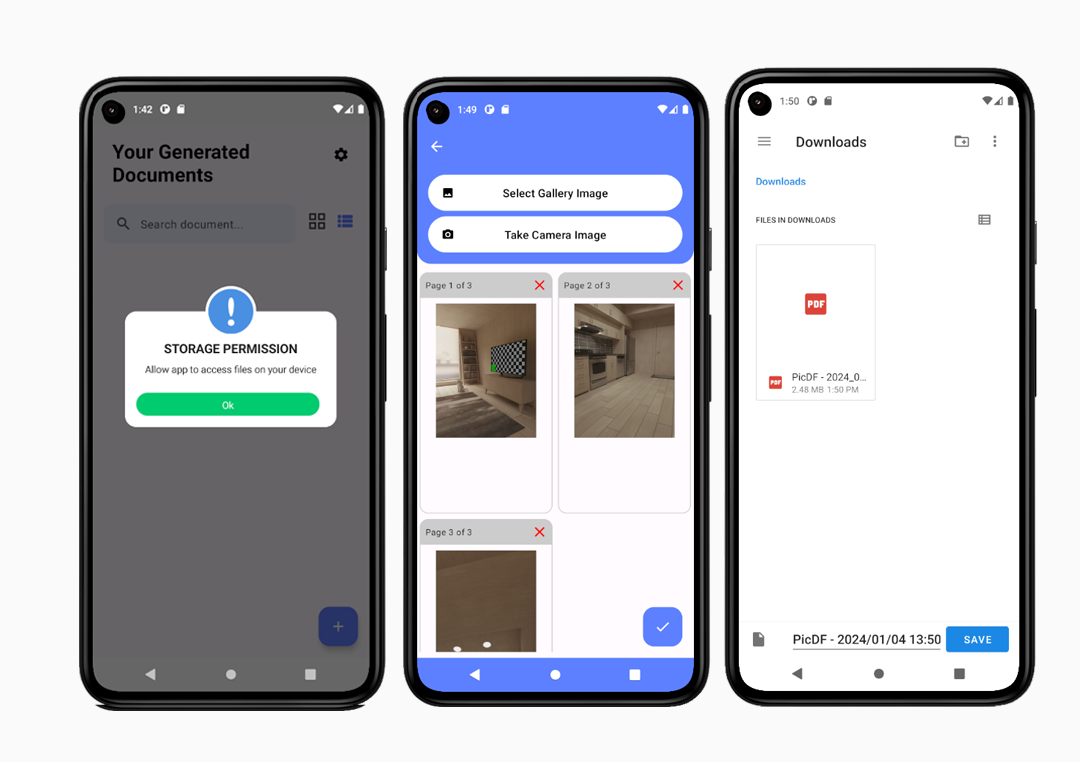 1:42
Your Generated
Documents
Search document...
STORAGE PERMISSION
Allow app to access files on your device
Ok
1:49
Select Gallery Image
Take Camera Image
Page 1 of 3
Page 2 of 3
Page 3 of 3
1:50
Downloads
Downloads
FILES IN DOWNLOADS
PDF
PDF
PicDF - 2024_0...
2.48 MB 1:50 PM
PicDF - 2024/01/04 13:50
SAVE